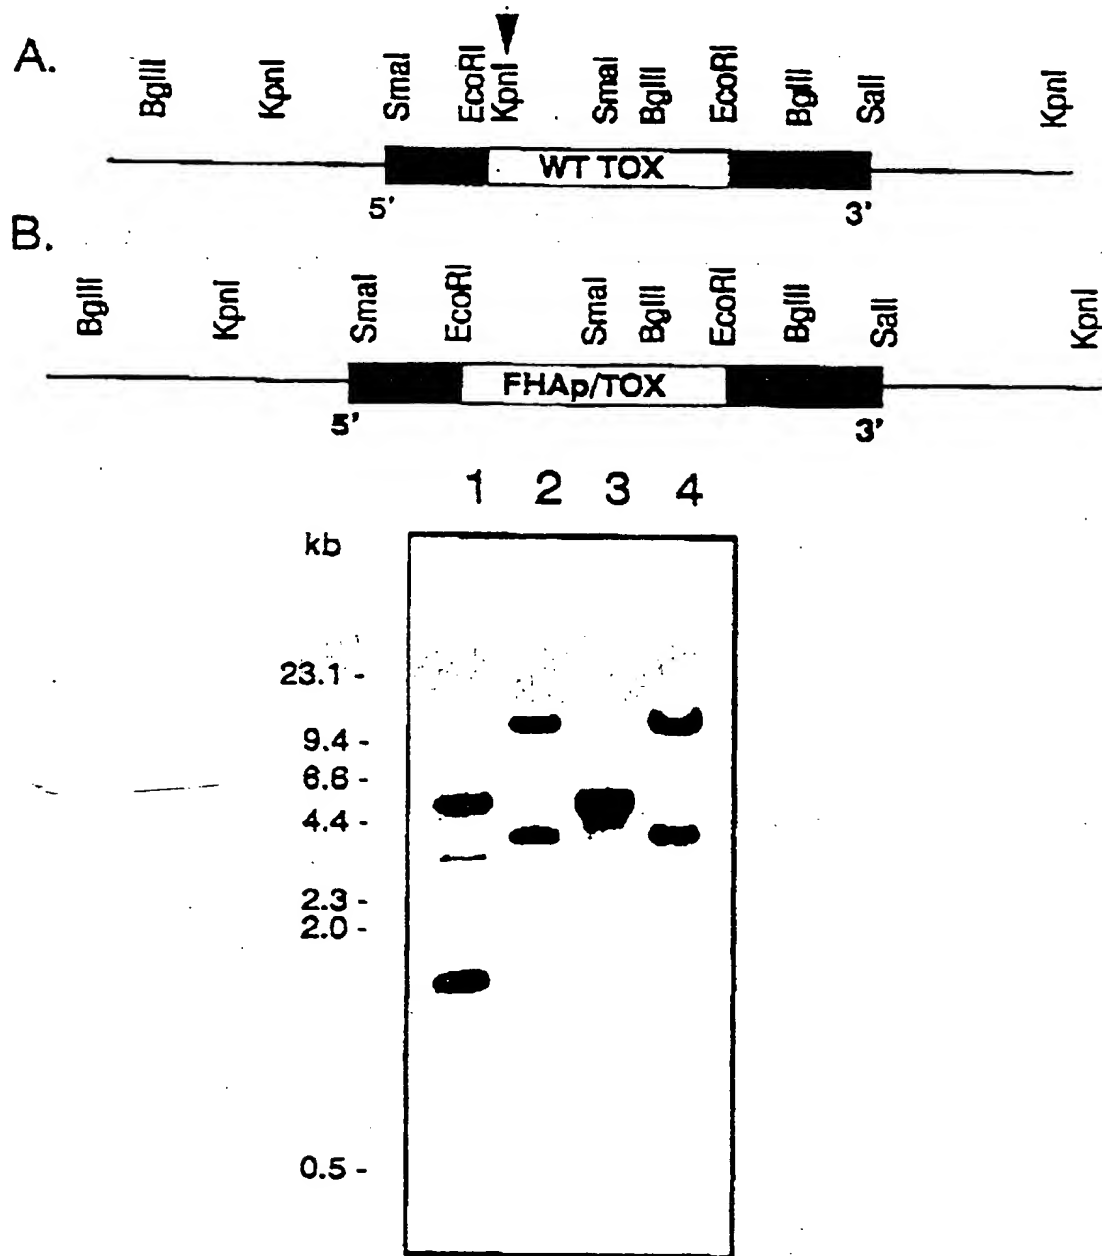 A.
BglII KpnI SmaI EcoRI KpnI SmaI BglII EcoRI BglII SalI KpnI
WT TOX
5' 3'
B.
BglII KpnI SmaI EcoRI SmaI BglII EcoRI BglII SalI KpnI
FHAp/TOX
5' 3'
1 2 3 4
kb
23.1 -
9.4 -
6.6 -
4.4 -
2.3 -
2.0 -
0.5 -